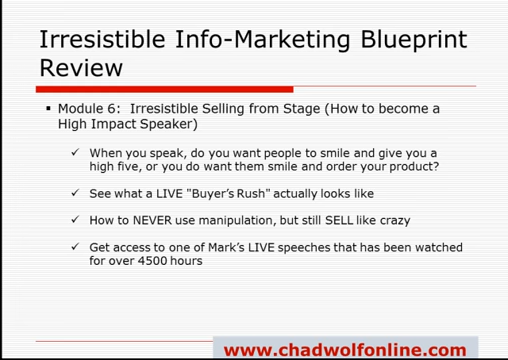 Irresistible Info-Marketing Blueprint
Review
▪ Module 6: Irresistible Selling from Stage (How to become a
High Impact Speaker)
✓ When you speak, do you want people to smile and give you a
high five, or you do want them smile and order your product?
✓ See what a LIVE "Buyer's Rush" actually looks like
✓ How to NEVER use manipulation, but still SELL like crazy
✓ Get access to one of Mark's LIVE speeches that has been watched
for over 4500 hours
www.chadwolfonline.com